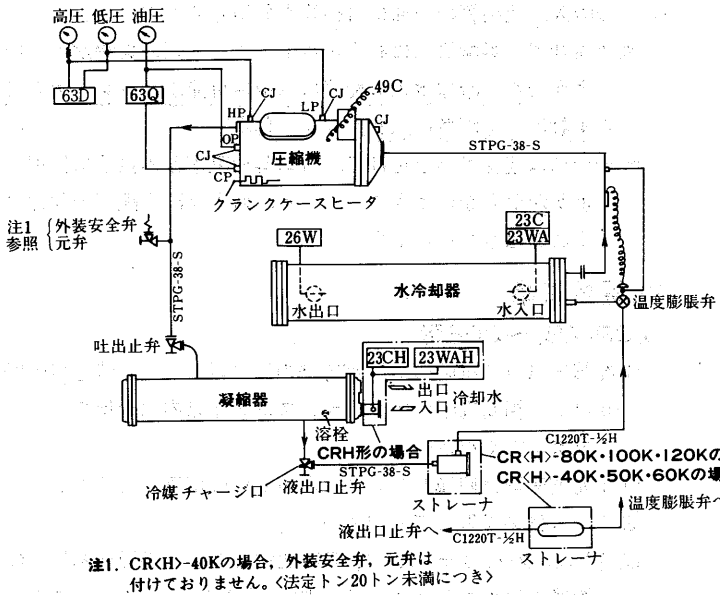 高圧 低圧 油圧
63D
63Q
HP
CJ
LP
CJ
49C
CJ
OP
CJ
CP
圧縮機
クランクケースヒータ
STPG-38-S
注1 参照 {外装安全弁 元弁
STPG-38-S
26W
23C
23WA
水冷却器
水出口
水入口
温度膨脹弁
吐出止弁
凝縮器
23CH
23WAH
出口
入口
冷却水
溶栓
CRH形の場合
冷媒チャージ口
液出口止弁
STPG-38-S
ストレーナ
C1220T-½H
CR<H>-80K・100K・120Kの
CR<H>-40K・50K・60Kの場
温度膨脹弁へ
液出口止弁へ
C1220T-½H
ストレーナ
注1. CR<H>-40Kの場合, 外装安全弁, 元弁は
付けておりません。<法定トン20トン未満につき>